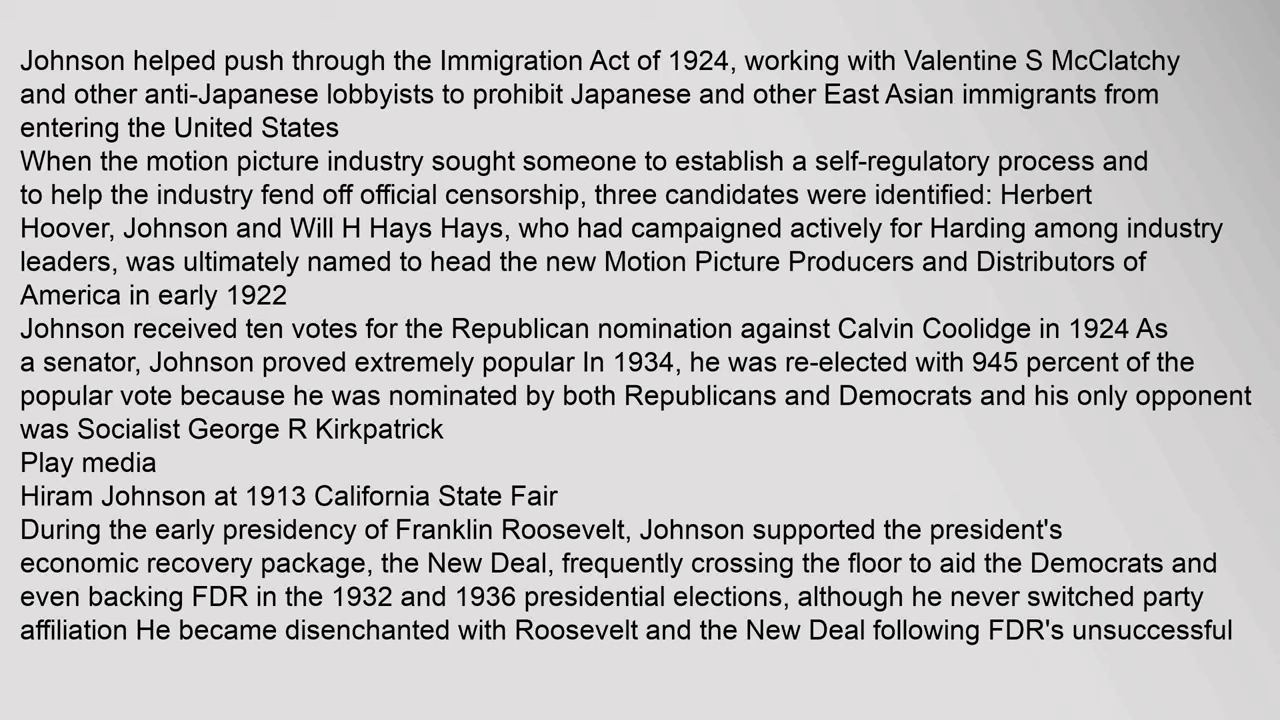 Johnson helped push through the Immigration Act of 1924, working with Valentine S McClatchy
and other anti-Japanese lobbyists to prohibit Japanese and other East Asian immigrants from
entering the United States
When the motion picture industry sought someone to establish a self-regulatory process and
to help the industry fend off official censorship, three candidates were identified: Herbert
Hoover, Johnson and Will H Hays Hays, who had campaigned actively for Harding among industry
leaders, was ultimately named to head the new Motion Picture Producers and Distributors of
America in early 1922
Johnson received ten votes for the Republican nomination against Calvin Coolidge in 1924 As
a senator, Johnson proved extremely popular In 1934, he was re-elected with 945 percent of the
popular vote because he was nominated by both Republicans and Democrats and his only opponent
was Socialist George R Kirkpatrick
Play media
Hiram Johnson at 1913 California State Fair
During the early presidency of Franklin Roosevelt, Johnson supported the president's
economic recovery package, the New Deal, frequently crossing the floor to aid the Democrats and
even backing FDR in the 1932 and 1936 presidential elections, although he never switched party
affiliation He became disenchanted with Roosevelt and the New Deal following FDR's unsuccessful